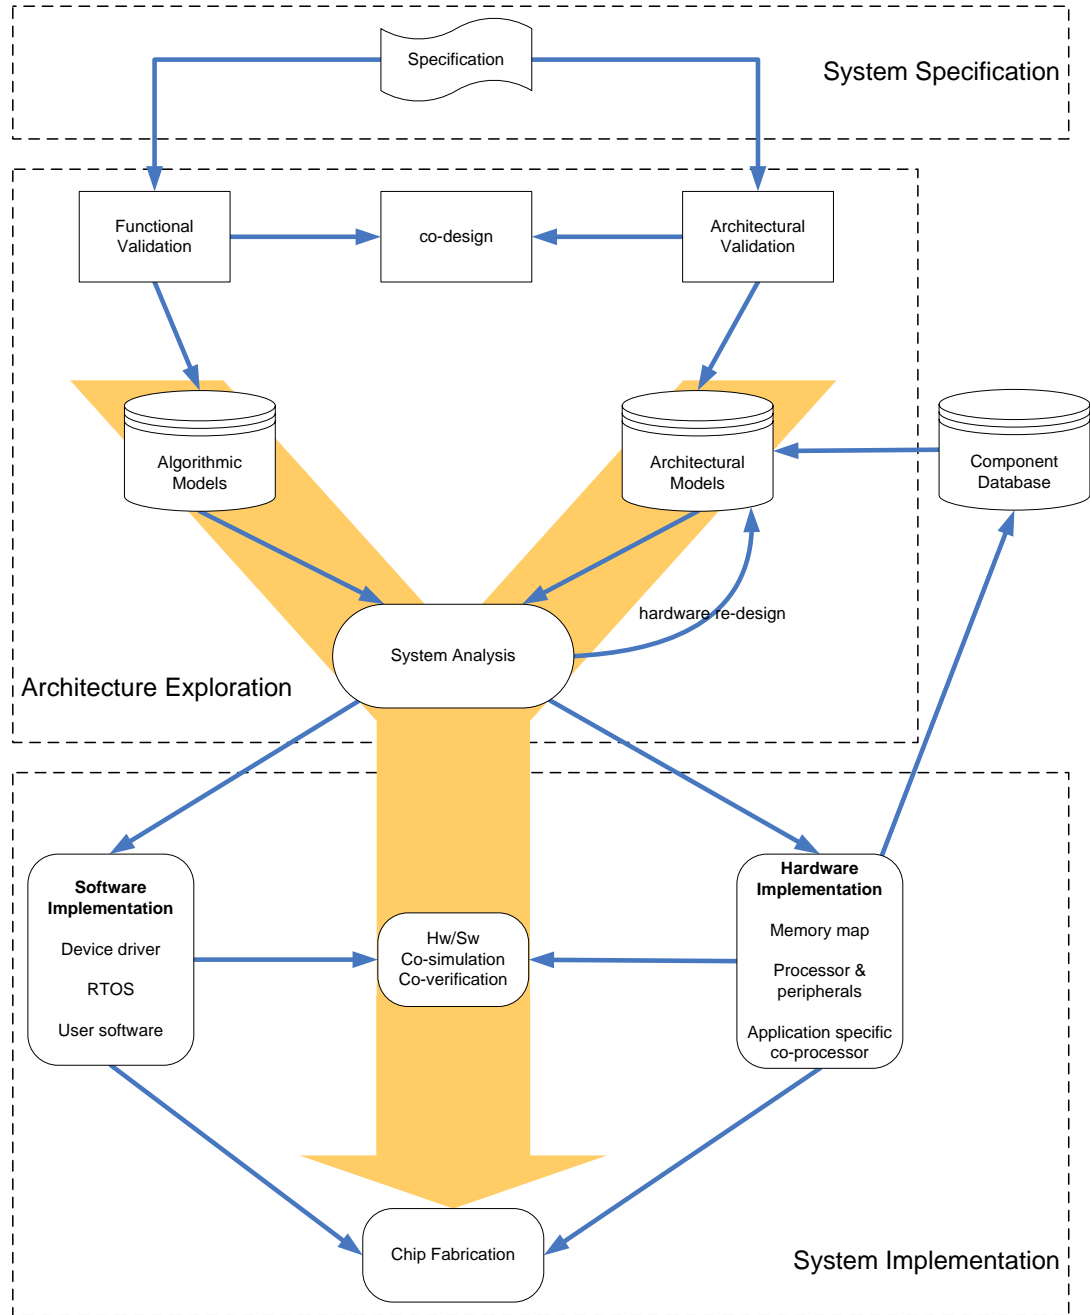 Specification
System Specification
Functional
Validation
co-design
Architectural
Validation
Algorithmic
Models
Architectural
Models
Component
Database
hardware re-design
System Analysis
Architecture Exploration
Software
Implementation
Device driver
RTOS
User software
Hw/Sw
Co-simulation
Co-verification
Hardware
Implementation
Memory map
Processor &
peripherals
Application specific
co-processor
Chip Fabrication
System Implementation